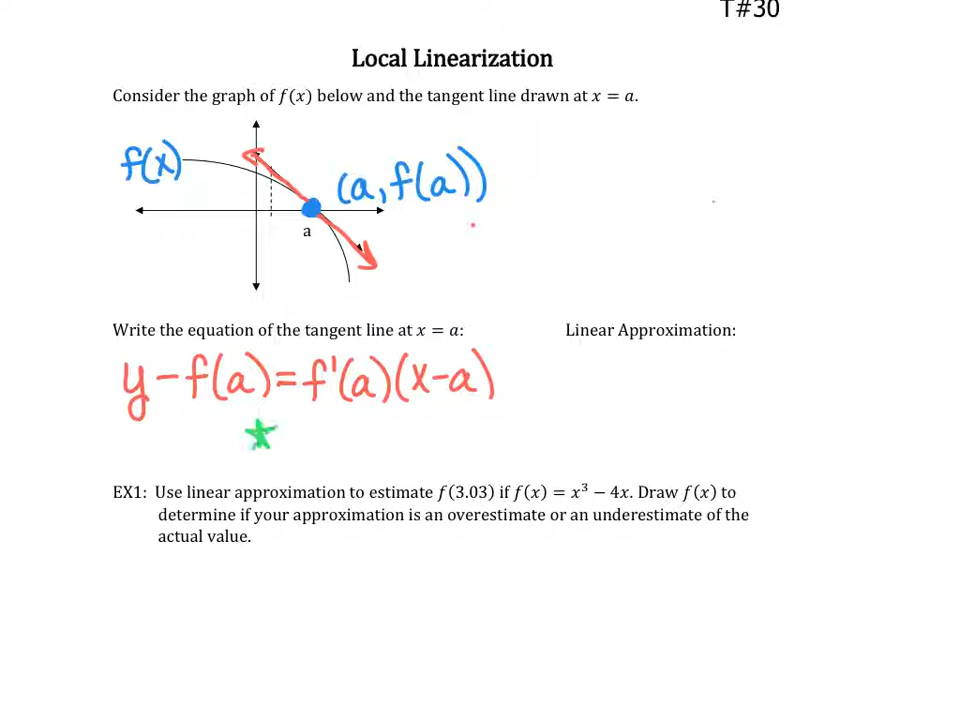 T#30
Local Linearization
Consider the graph of f(x) below and the tangent line drawn at x = a.
f(x)
(a, f(a))
a
Write the equation of the tangent line at x = a:
Linear Approximation:
y - f(a) = f'(a)(x-a)
EX1: Use linear approximation to estimate f(3.03) if f(x) = x³ − 4x. Draw f(x) to
determine if your approximation is an overestimate or an underestimate of the
actual value.